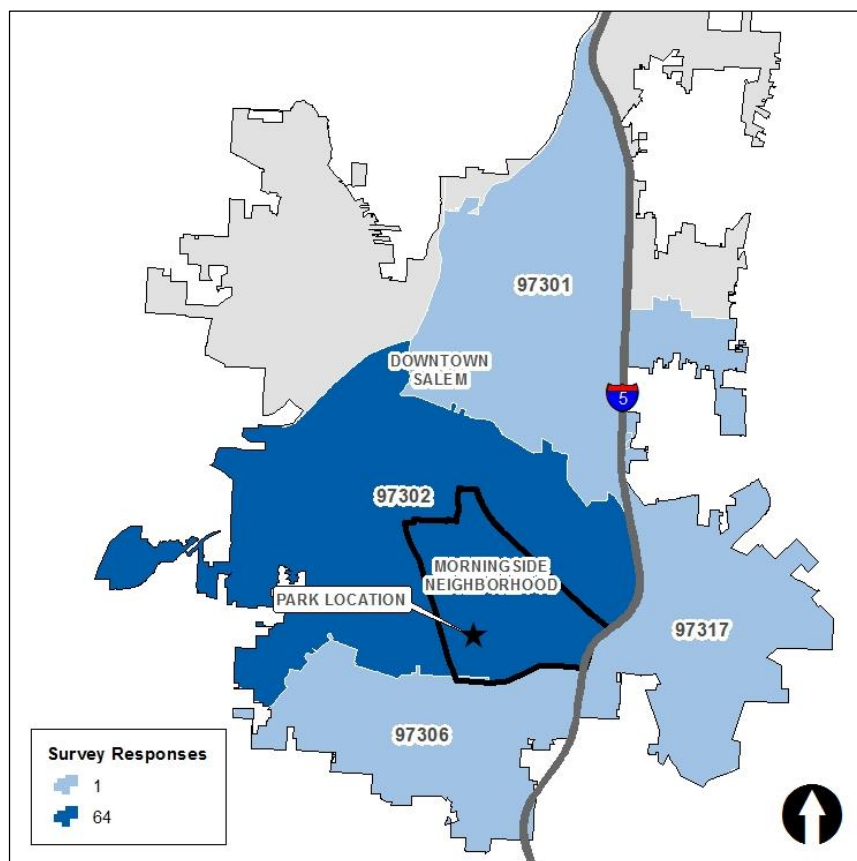 97301
DOWNTOWN
SALEM
5
97302
MORNINGSIDE
NEIGHBORHOOD
PARK LOCATION
97317
97306
Survey Responses
1
64